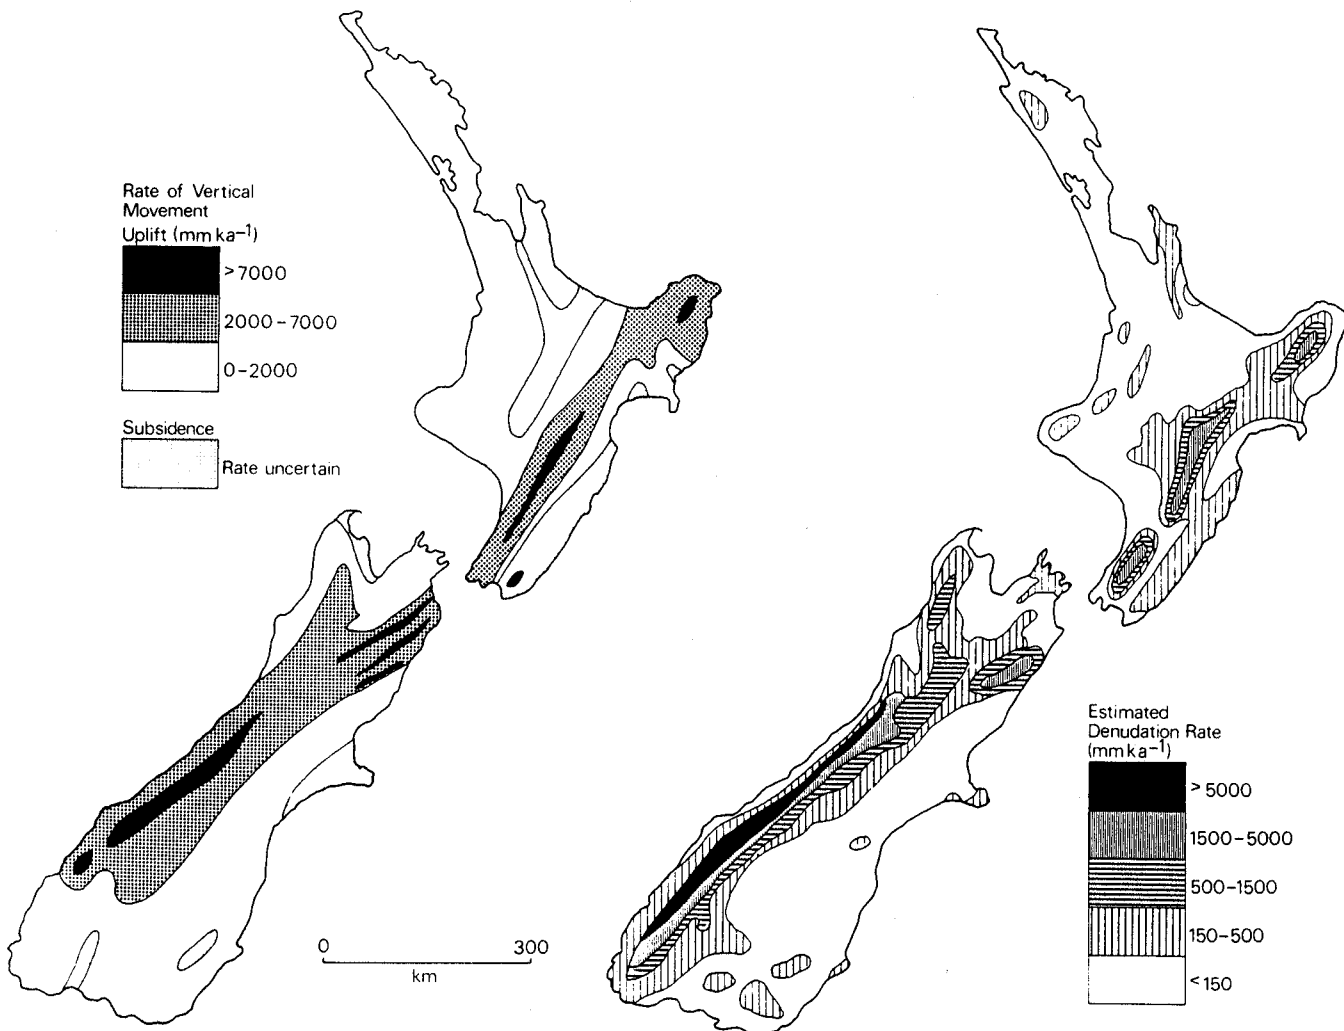 Rate of Vertical
Movement
Uplift (mm ka⁻¹)
>7000
2000-7000
0-2000
Subsidence
Rate uncertain
0 300
km
Estimated
Denudation Rate
(mm ka⁻¹)
>5000
1500-5000
500-1500
150-500
<150